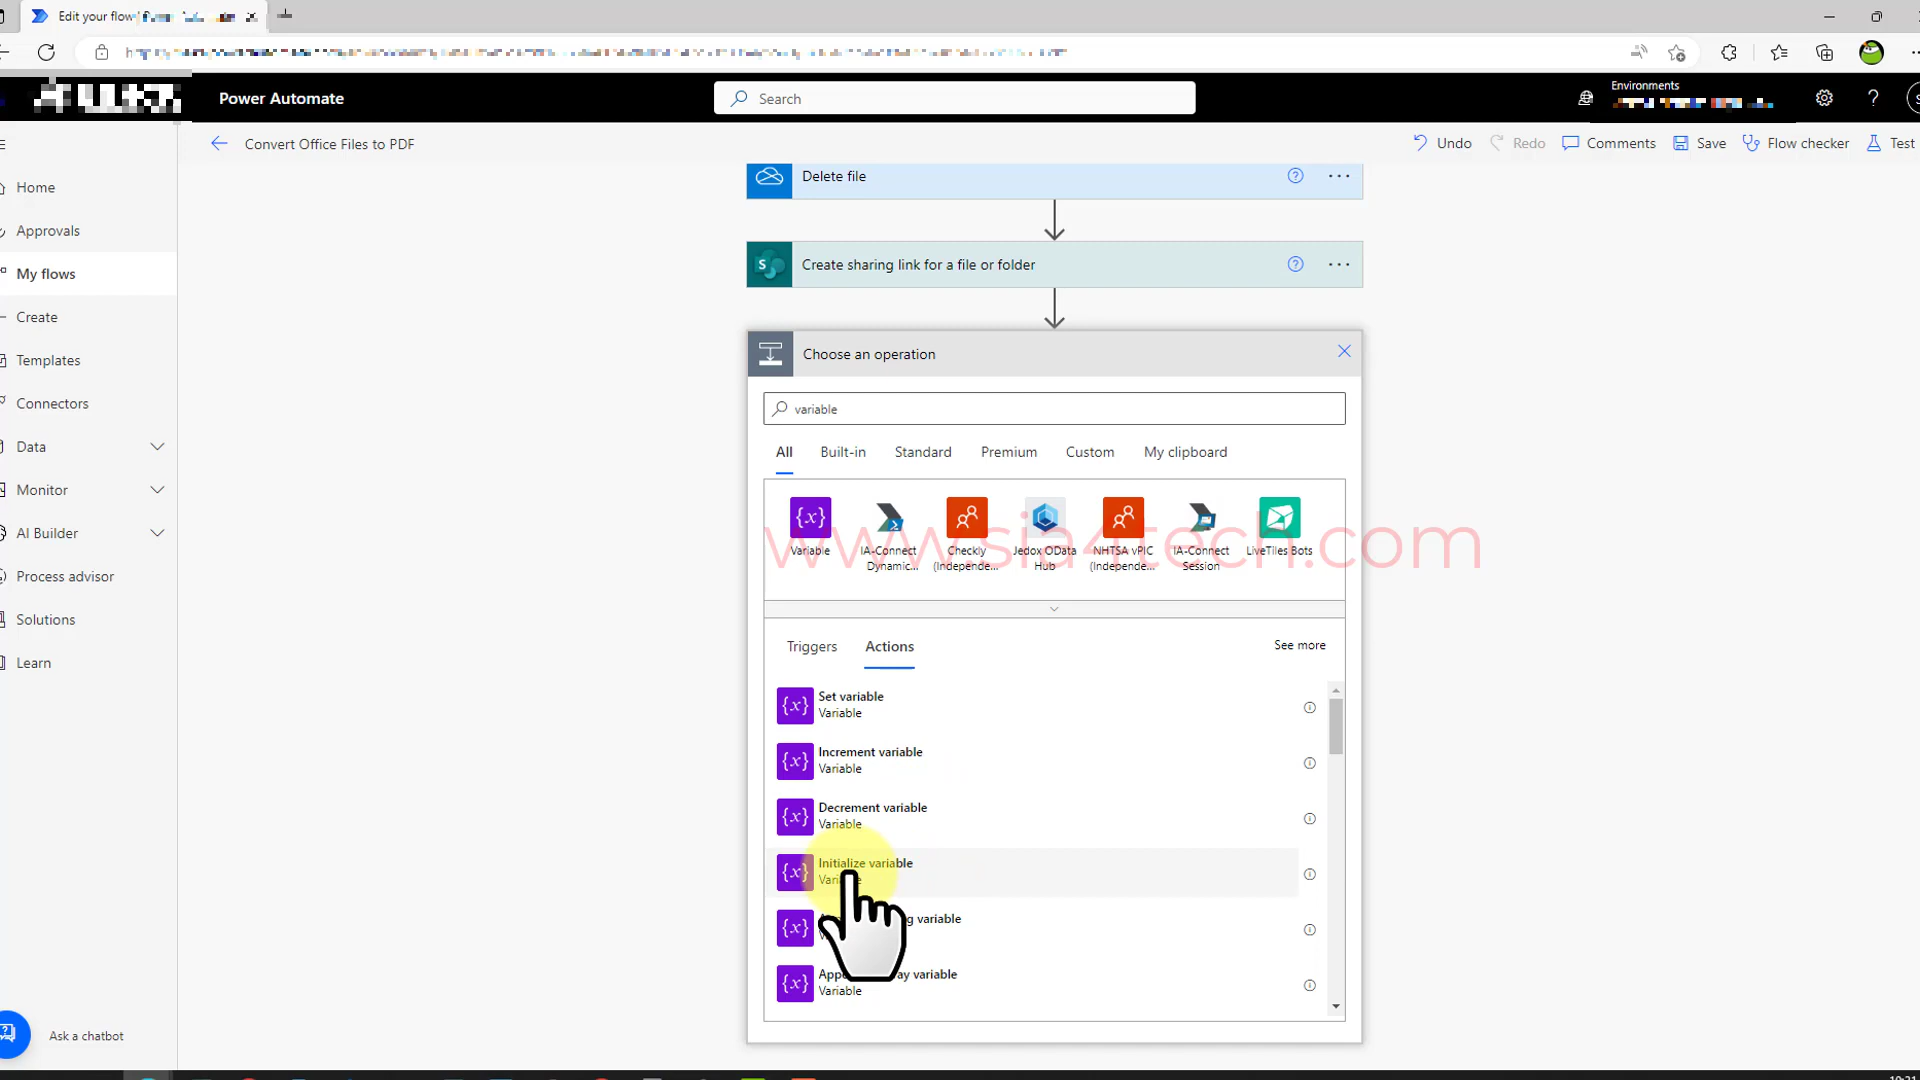 Edit your flow
Power Automate
Search
Environments
Convert Office Files to PDF
Undo
Redo
Comments
Save
Flow checker
Test
Home
Approvals
My flows
Create
Templates
Connectors
Data
Monitor
AI Builder
Process advisor
Solutions
Learn
Ask a chatbot
Delete file
Create sharing link for a file or folder
Choose an operation
variable
All Built-in Standard Premium Custom My clipboard
Variable
IA-Connect
Dynamic...
Checkly
(Independe...
Jedox OData
Hub
NHTSA vPIC
(Independe...
IA-Connect
Session
LiveTiles Bots
www.sia4tech.com
Triggers Actions See more
Set variable
Variable
Increment variable
Variable
Decrement variable
Variable
Initialize variable
variable
variable
Variable